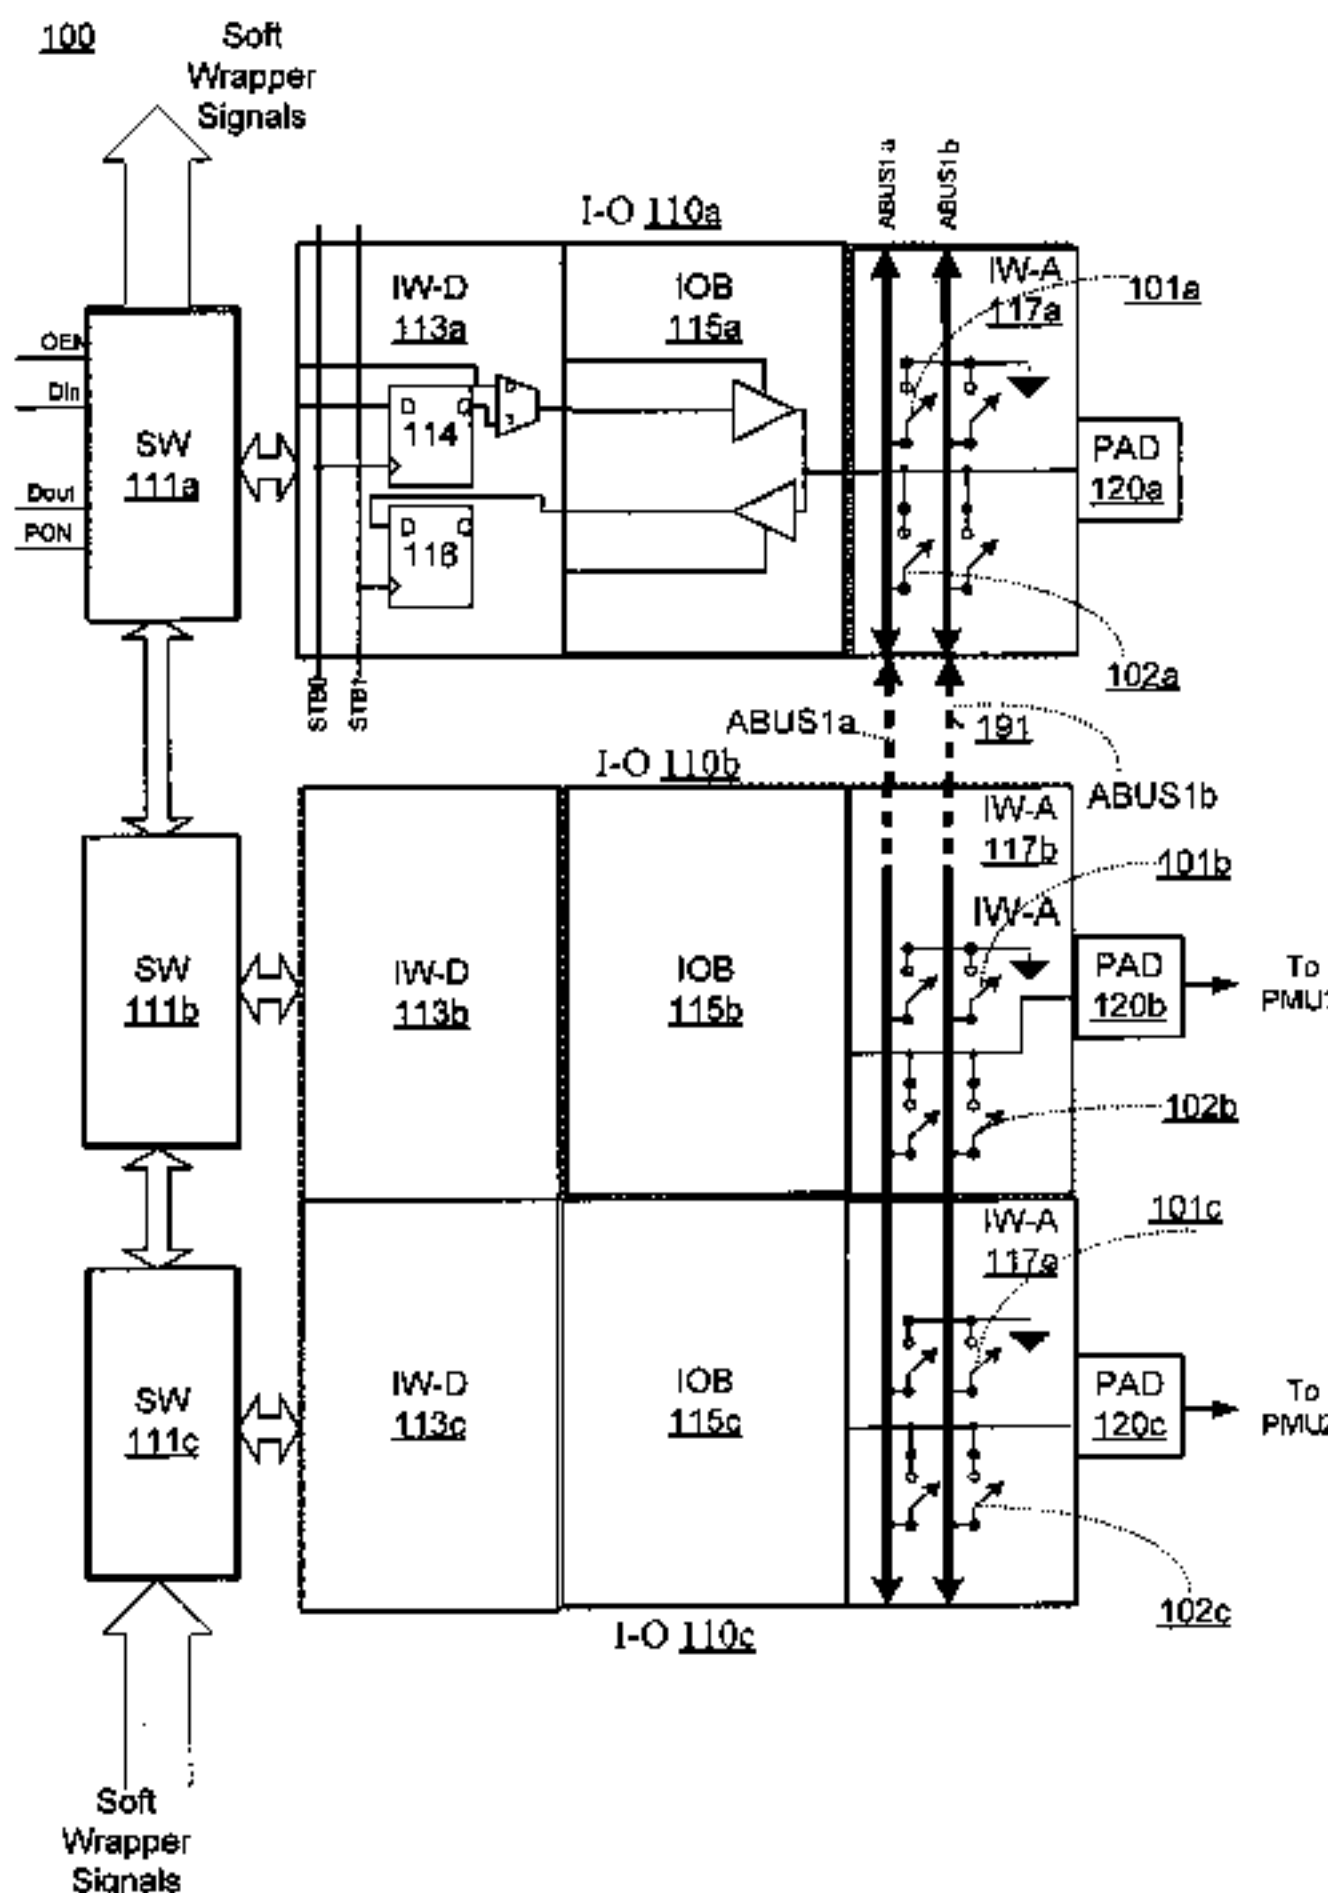 100
Soft
Wrapper
Signals
ABUS1a
ABUS1b
I-O 110a
IW-D
113a
IOB
115a
IW-A
117a
101a
OEN
DIn
Dout
PON
SW
111a
D Q
114
D Q
116
PAD
120a
102a
STB0
STB1
ABUS1a
191
ABUS1b
I-O 110b
IW-A
117b
101b
IW-A
SW
111b
IW-D
113b
IOB
115b
PAD
120b
To
102b
101c
IW-A
SW
111c
IW-D
113c
IOB
115c
PAD
120c
To
102c
I-O 110c
Soft
Wrapper
Signals